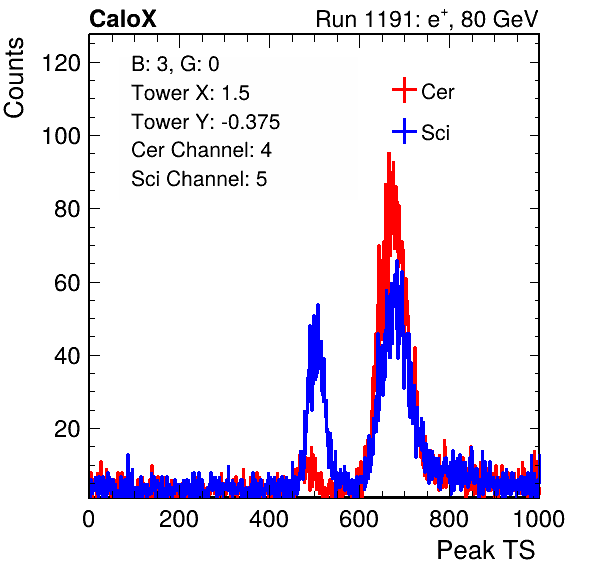 CaloX Run 1191: e⁺, 80 GeV
Counts
B: 3, G: 0
Tower X: 1.5
Tower Y: -0.375
Cer Channel: 4
Sci Channel: 5
Cer
Sci
120
100
80
60
40
20
0 200 400 600 800 1000
Peak TS